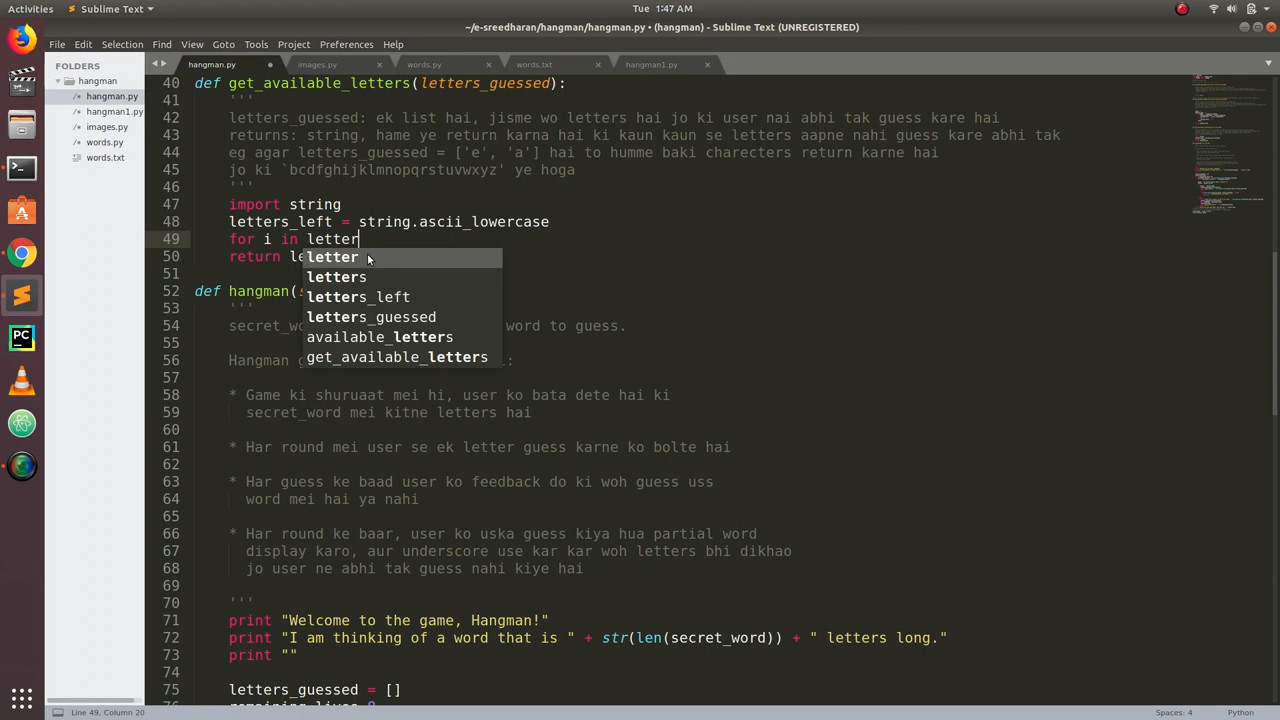 Activities
Sublime Text
Tue 1:47 AM
~/e-sreedharan/hangman/hangman.py • (hangman) - Sublime Text (UNREGISTERED)
File Edit Selection Find View Goto Tools Project Preferences Help
FOLDERS
hangman
hangman.py
hangman1.py
images.py
words.py
words.txt
hangman.py images.py words.py words.txt hangman1.py
40 def get_available_letters(letters_guessed):
41 '''
42 letters_guessed: ek list hai, isme vo letters hai jo ki user nai abhi tak guess kare hai
43 returns: string, hame ye return karna hai ki kaun kaun se letters aapne nahi guess kare abhi tak
44 eg agar letters_guessed = ['e', 'a'] hai to humme baki charecters return karne hai
45 jo ki `bcdfghijklmnopqrstuvwxyz` ye hoga
46 '''
47 import string
48 letters_left = string.ascii_lowercase
49 for i in letter
50 return le
51
52 def hangman(s
53 '''
54 secret_wo word to guess.
55
56 Hangman g :
57
58 * Game ki shuruaat mei hi, user ko bata dete hai ki
59 secret_word mei kitne letters hai
60
61 * Har round mei user se ek letter guess karne ko bolte hai
62
63 * Har guess ke baad user ko feedback do ki woh guess uss
64 word mei hai ya nahi
65
66 * Har round ke baar, user ko uska guess kiya hua partial word
67 display karo, aur underscore use kar kar woh letters bhi dikhao
68 jo user ne abhi tak guess nahi kiye hai
69
70 '''
71 print "Welcome to the game, Hangman!"
72 print "I am thinking of a word that is " + str(len(secret_word)) + " letters long."
73 print ""
74
75 letters_guessed = []
letter
letters
letters_left
letters_guessed
available_letters
get_available_letters
Line 49, Column 20
Spaces: 4
Python